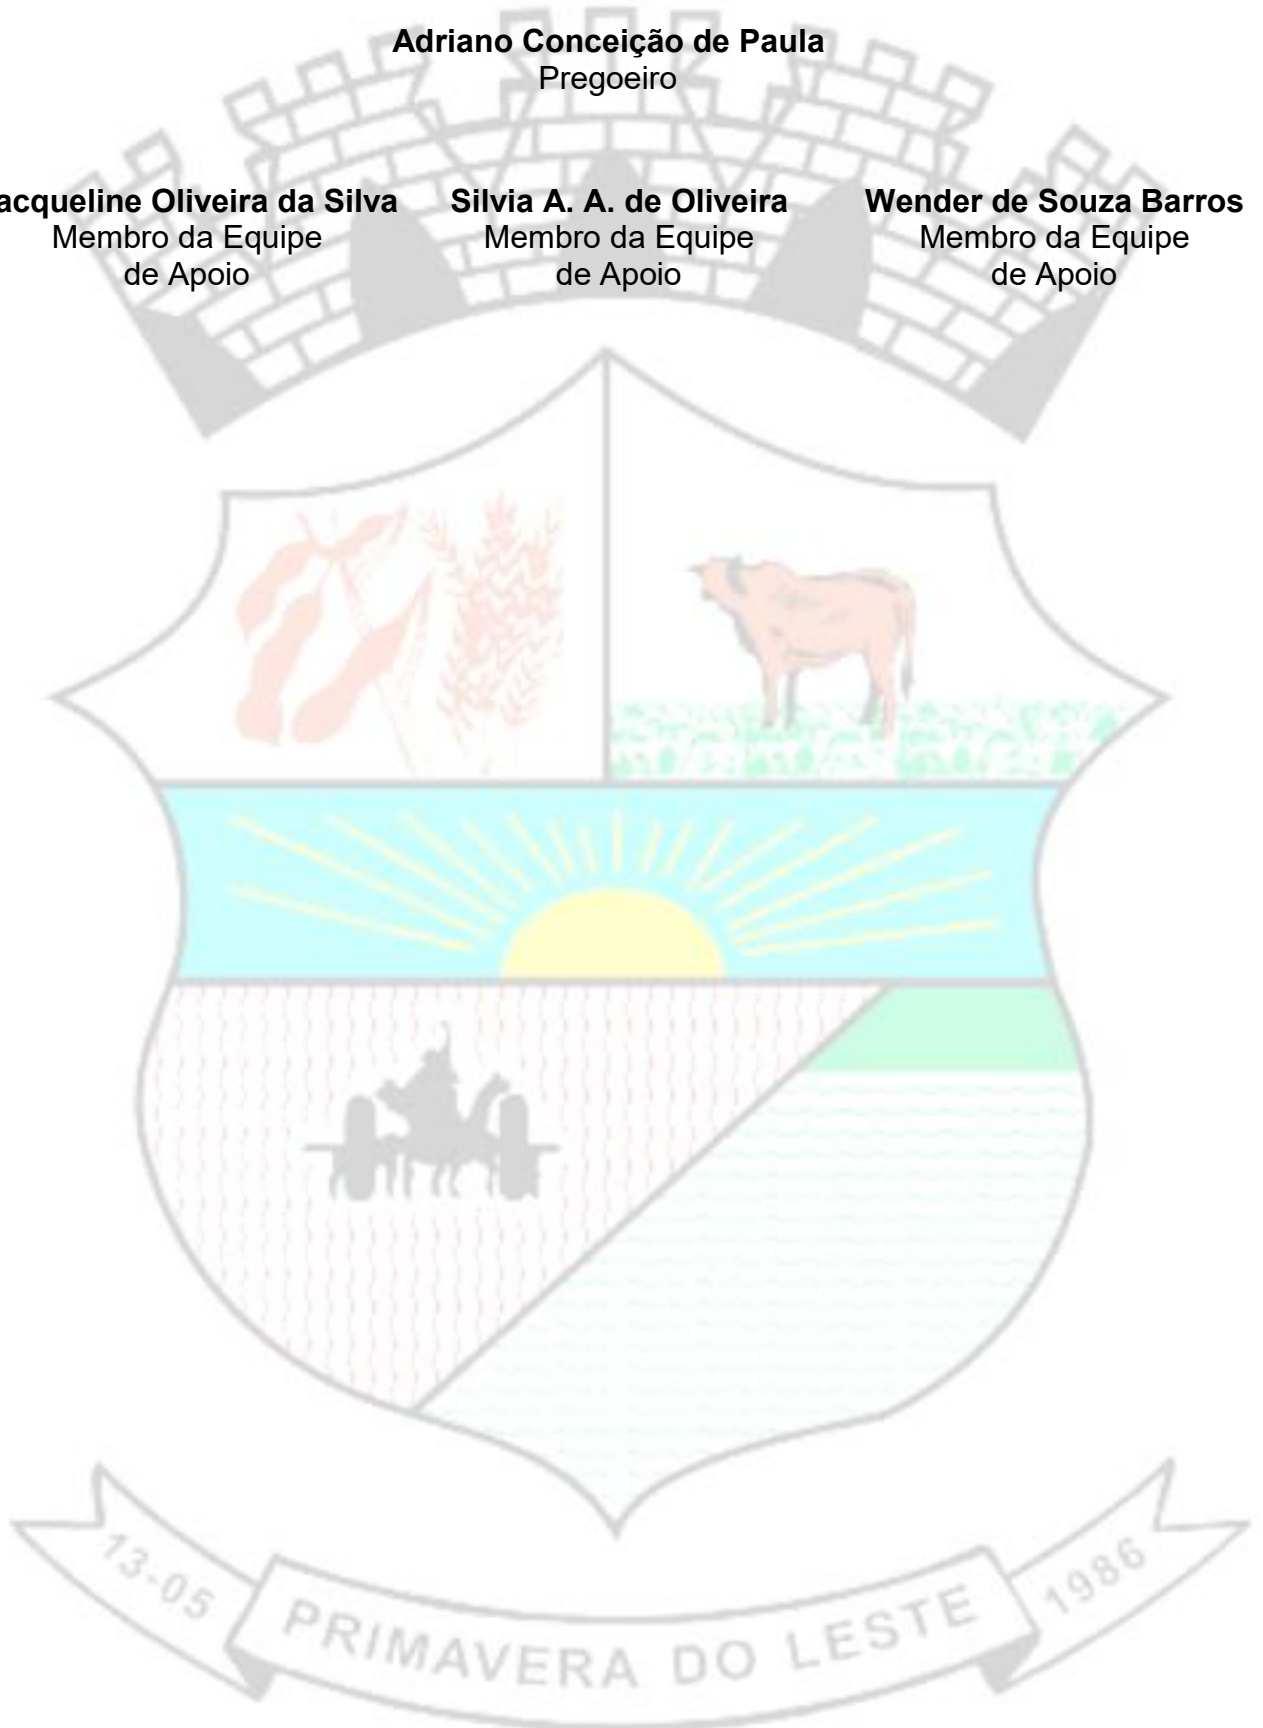 Adriano Conceição de Paula
Pregoeiro
acqueline Oliveira da Silva Silvia A. A. de Oliveira Wender de Souza Barros
Membro da Equipe Membro da Equipe Membro da Equipe
de Apoio de Apoio de Apoio
13-05 PRIMAVERA DO LESTE 1986